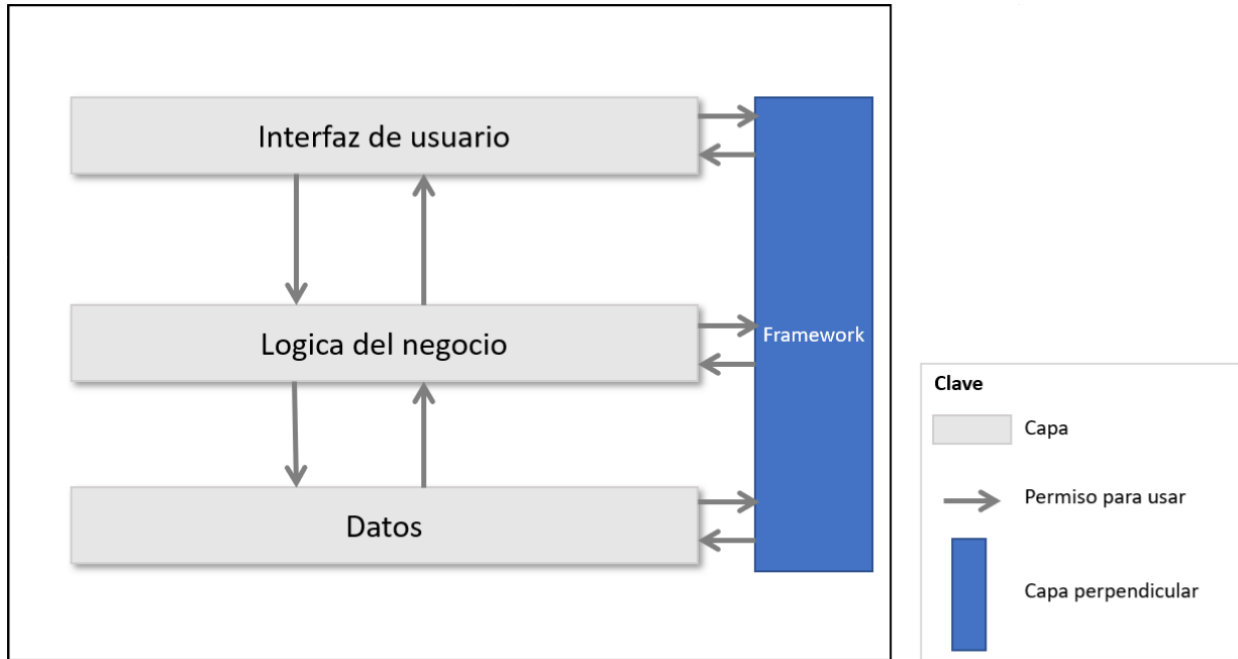 Interfaz de usuario
Logica del negocio
Datos
Framework
Clave
Capa
Permiso para usar
Capa perpendicular